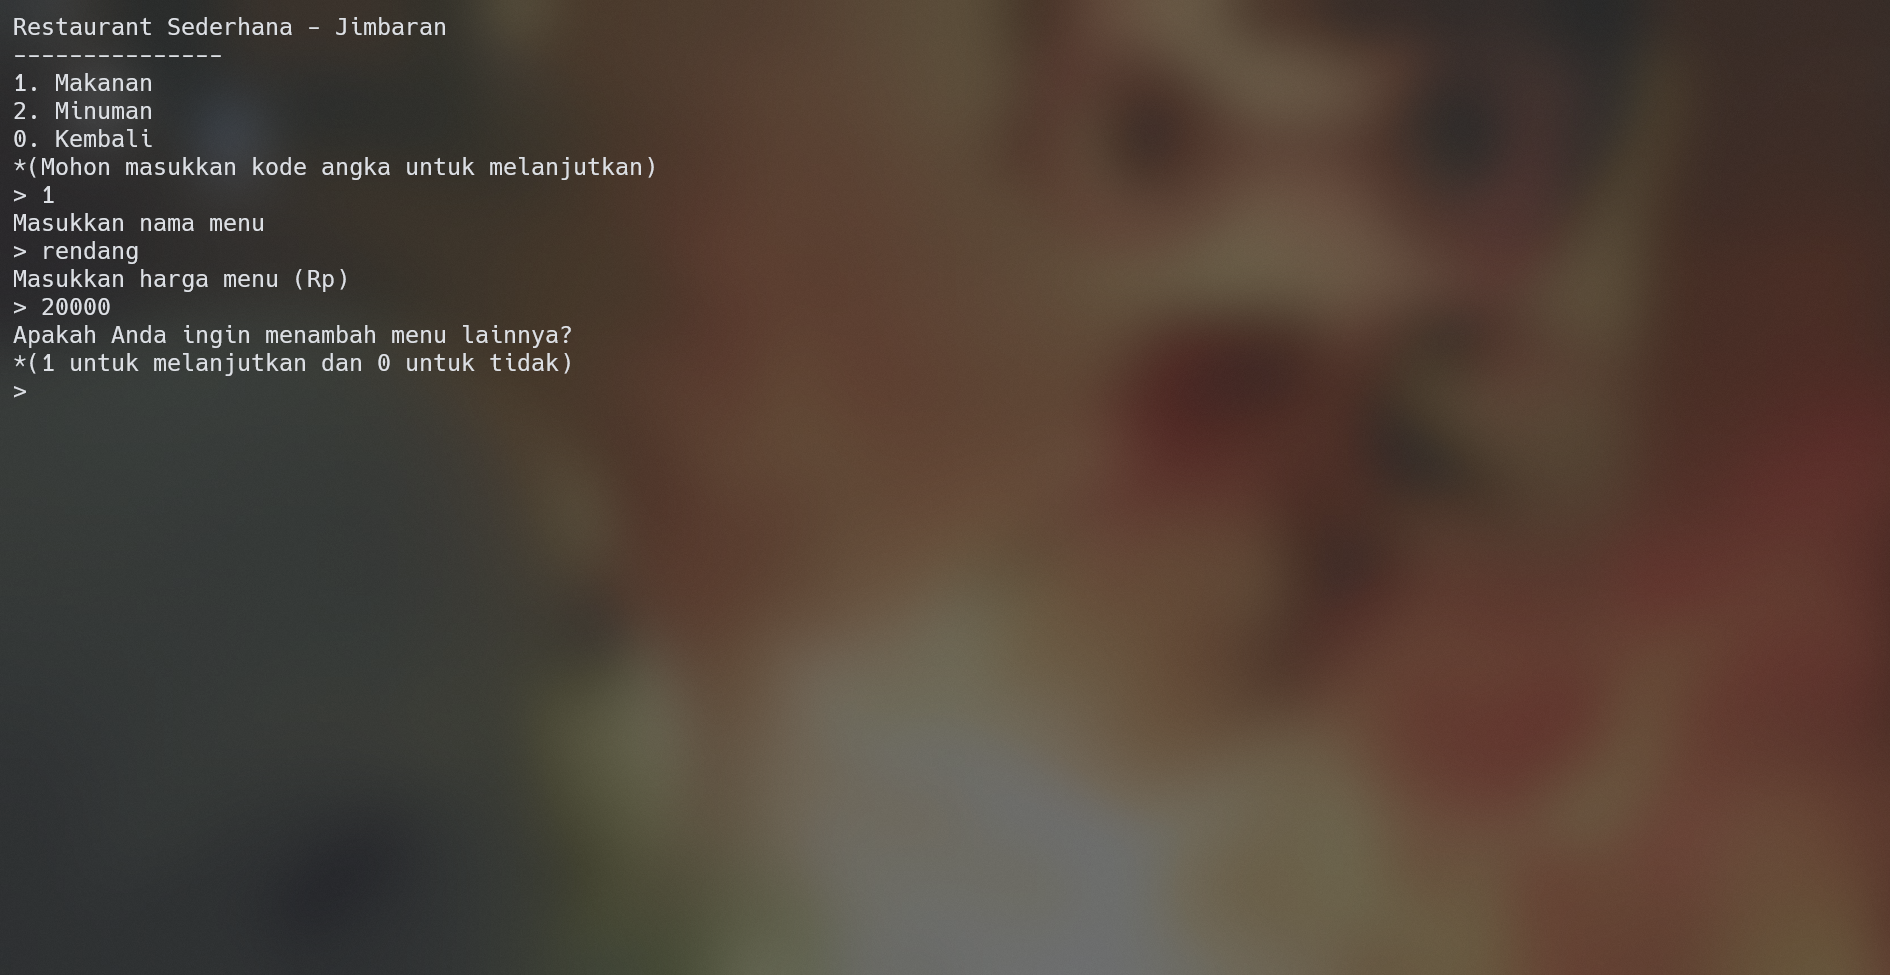 Restaurant Sederhana - Jimbaran
---------------
1. Makanan
2. Minuman
0. Kembali
*(Mohon masukkan kode angka untuk melanjutkan)
> 1
Masukkan nama menu
> rendang
Masukkan harga menu (Rp)
> 20000
Apakah Anda ingin menambah menu lainnya?
*(1 untuk melanjutkan dan 0 untuk tidak)
>